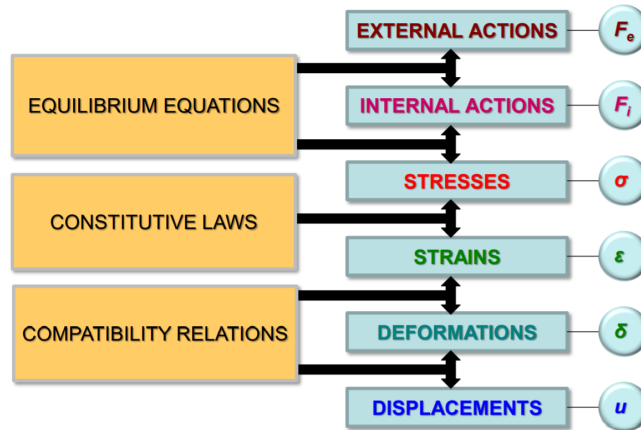 EXTERNAL ACTIONS
Fe
EQUILIBRIUM EQUATIONS
INTERNAL ACTIONS
Fi
STRESSES
σ
CONSTITUTIVE LAWS
STRAINS
ε
COMPATIBILITY RELATIONS
DEFORMATIONS
δ
DISPLACEMENTS
u